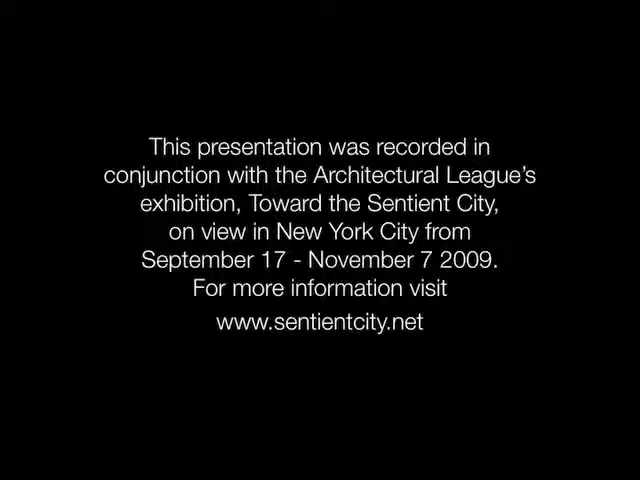 This presentation was recorded in
conjunction with the Architectural League's
exhibition, Toward the Sentient City,
on view in New York City from
September 17 - November 7 2009.
For more information visit
www.sentientcity.net